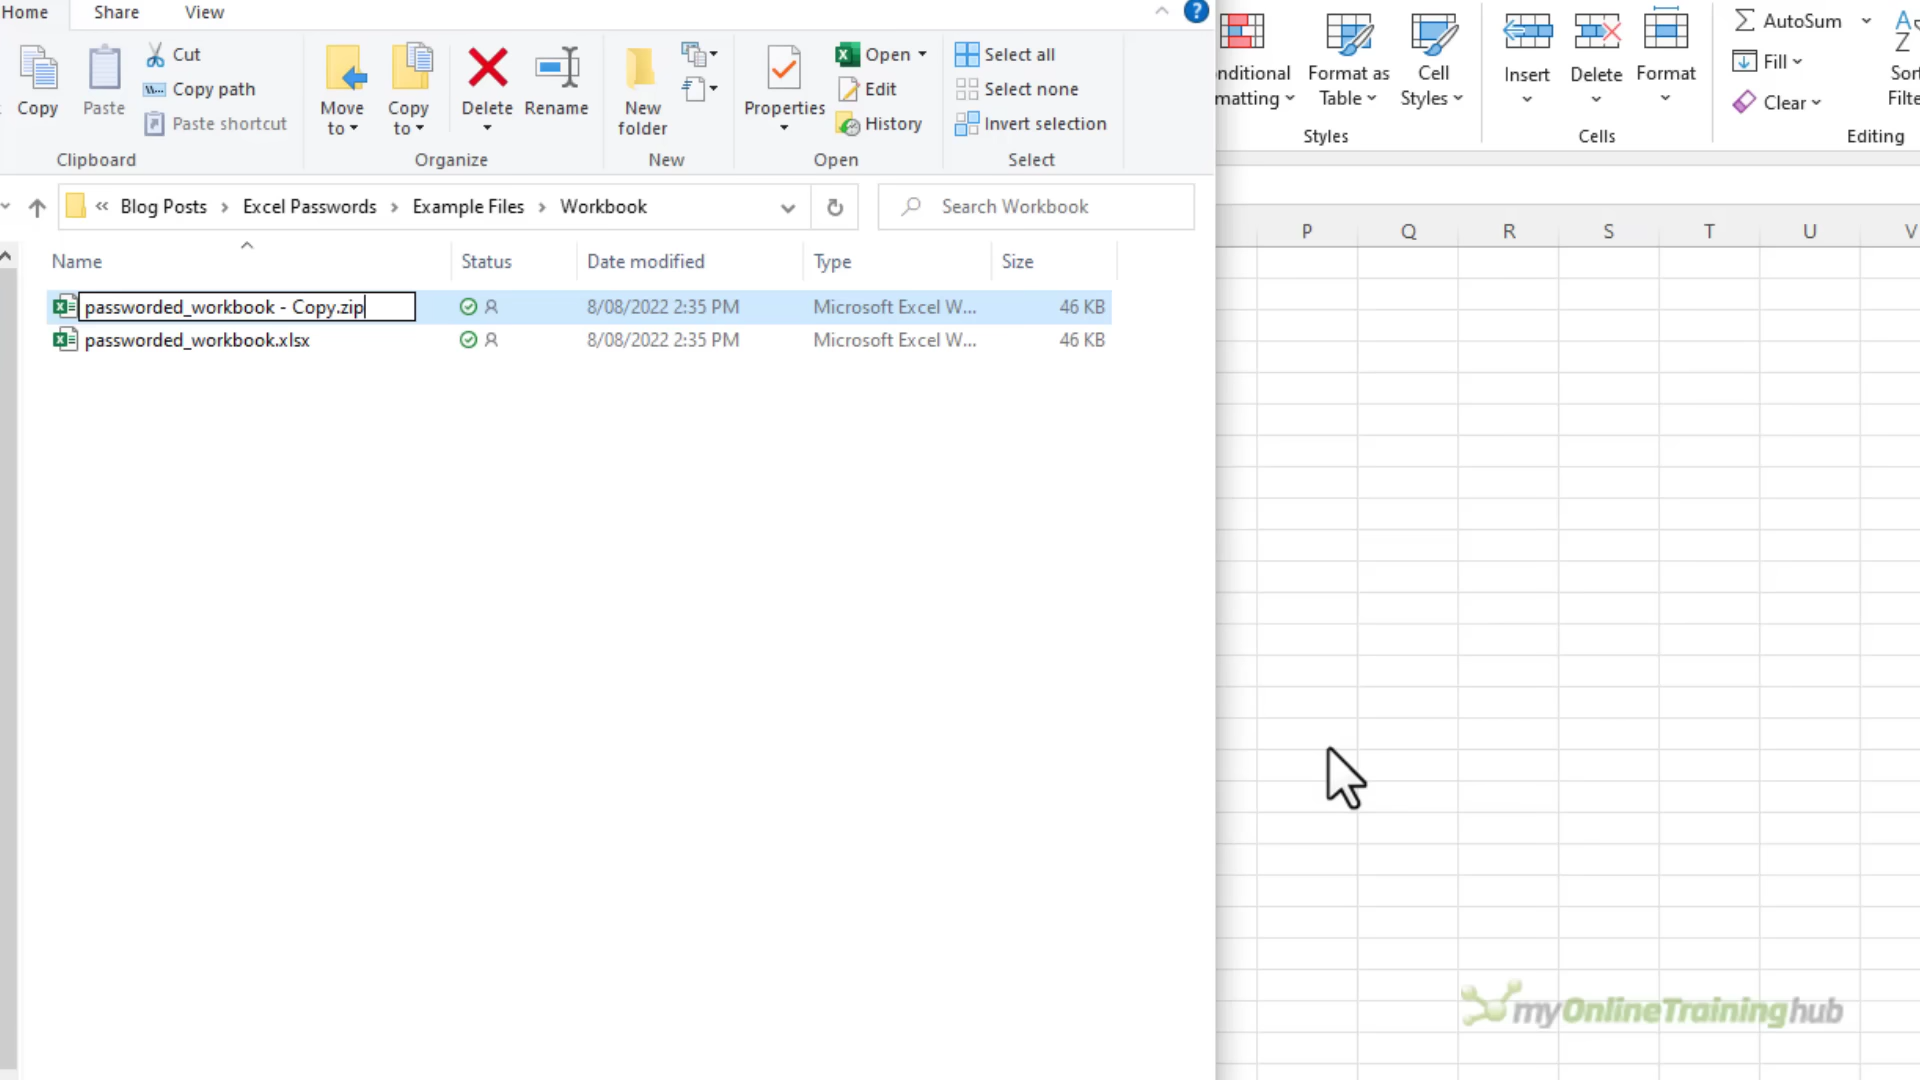 Home Share View
Copy
Paste
Cut
Copy path
Paste shortcut
Clipboard
Move to
Copy to
Delete
Rename
Organize
New folder
New
Properties
Open
Edit
History
Open
Select all
Select none
Invert selection
Select
« Blog Posts > Excel Passwords > Example Files > Workbook
Search Workbook
Name Status Date modified Type Size
passworded_workbook - Copy.zip 8/08/2022 2:35 PM Microsoft Excel W... 46 KB
passworded_workbook.xlsx 8/08/2022 2:35 PM Microsoft Excel W... 46 KB
nditional
matting
Format as
Table
Cell
Styles
Styles
Insert
Delete
Format
Cells
AutoSum
Fill
Clear
Sor
Filte
Editing
P Q R S T U V
myOnlineTraininghub